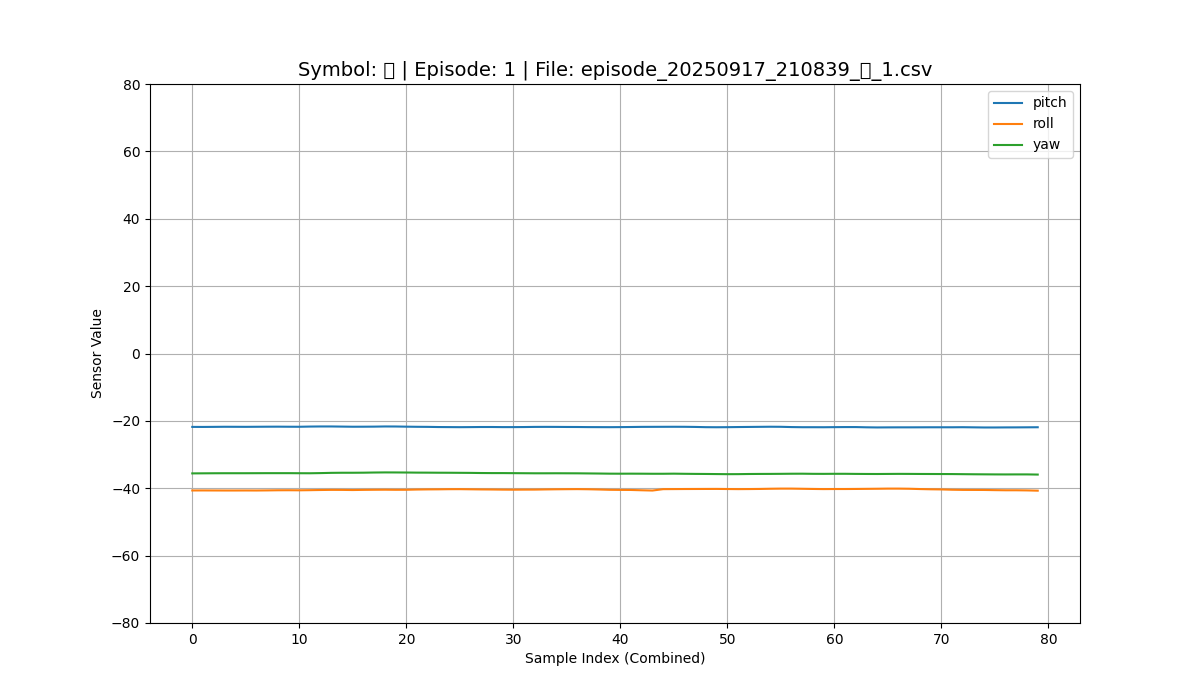 Symbol: | Episode: 1 | File: episode_20250917_210839_ _1.csv
pitch
roll
yaw
Sensor Value
80
60
40
20
0
−20
−40
−60
−80
0 10 20 30 40 50 60 70 80
Sample Index (Combined)